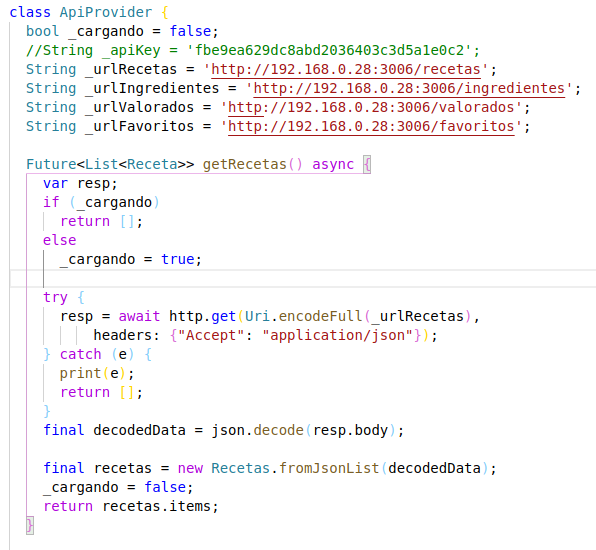 class ApiProvider {
bool _cargando = false;
//String _apiKey = 'fbe9ea629dc8abd2036403c3d5a1e0c2';
String _urlRecetas = 'http://192.168.0.28:3006/recetas';
String _urlIngredientes = 'http://192.168.0.28:3006/ingredientes';
String _urlValorados = 'http://192.168.0.28:3006/valorados';
String _urlFavoritos = 'http://192.168.0.28:3006/favoritos';
Future<List<Receta>> getRecetas() async {
var resp;
if (_cargando)
return [];
else
_cargando = true;
try {
resp = await http.get(Uri.encodeFull(_urlRecetas),
headers: {"Accept": "application/json"});
} catch (e) {
print(e);
return [];
}
final decodedData = json.decode(resp.body);
final recetas = new Recetas.fromJsonList(decodedData);
_cargando = false;
return recetas.items;
}